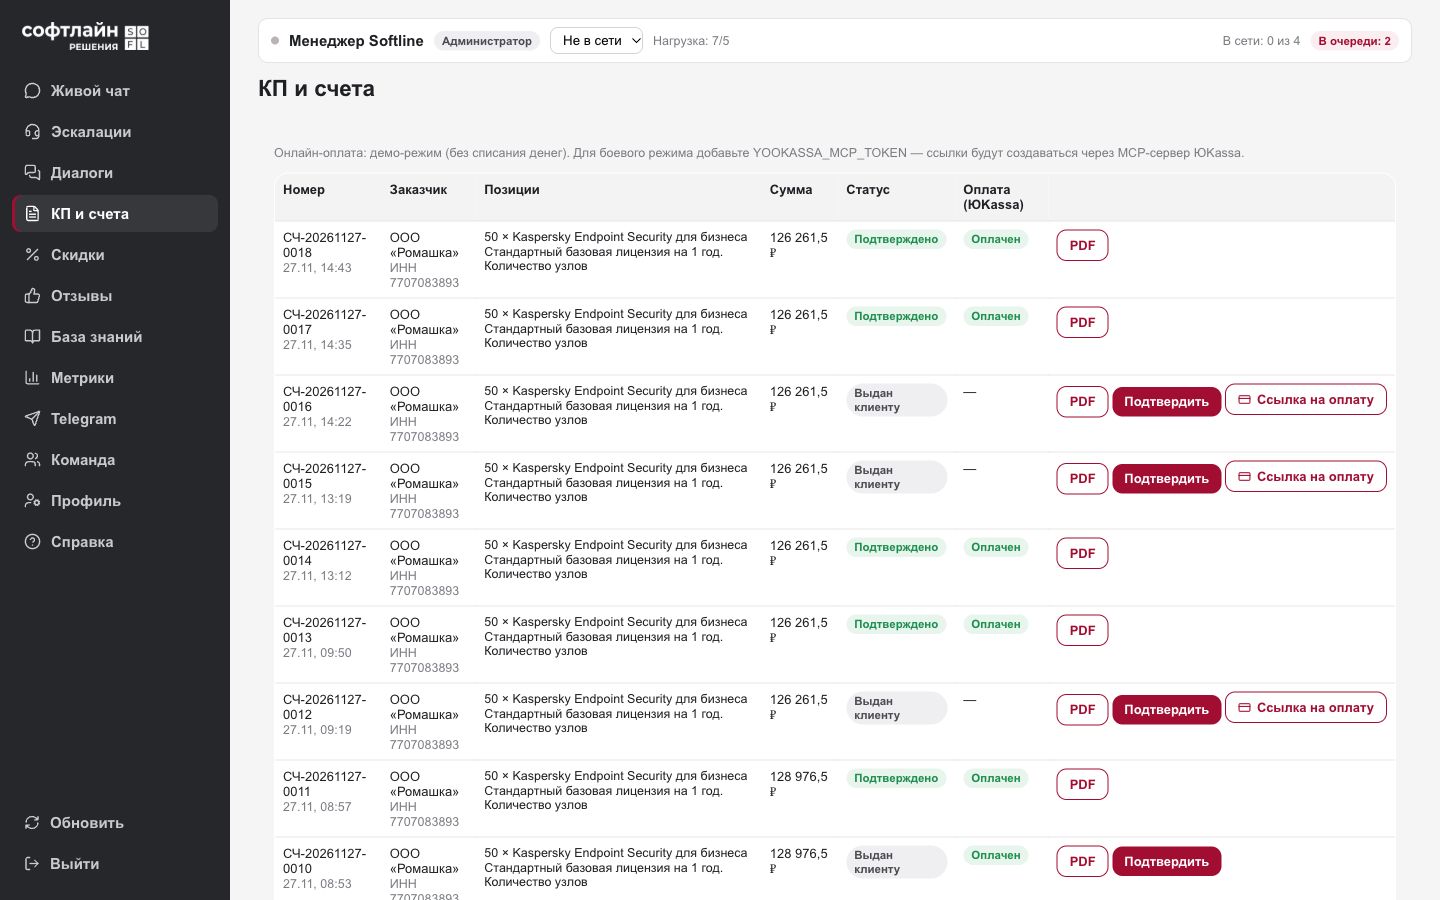 софтлайн
РЕШЕНИЯ
SO
FL
Живой чат
Эскалации
Диалоги
КП и счета
Скидки
Отзывы
База знаний
Метрики
Telegram
Команда
Профиль
Справка
Обновить
Выйти
Менеджер Softline Администратор Не в сети Нагрузка: 7/5 В сети: 0 из 4 В очереди: 2
КП и счета
Онлайн-оплата: демо-режим (без списания денег). Для боевого режима добавьте YOOKASSA_MCP_TOKEN — ссылки будут создаваться через MCP-сервер ЮKassa.
Номер Заказчик Позиции Сумма Статус Оплата
(ЮKassa)
СЧ-20261127- ООО 50 × Kaspersky Endpoint Security для бизнеса 126 261,5 Подтверждено Оплачен PDF
0018 «Ромашка» Стандартный базовая лицензия на 1 год. ₽
27.11, 14:43 ИНН Количество узлов
7707083893
СЧ-20261127- ООО 50 × Kaspersky Endpoint Security для бизнеса 126 261,5 Подтверждено Оплачен PDF
0017 «Ромашка» Стандартный базовая лицензия на 1 год. ₽
27.11, 14:35 ИНН Количество узлов
7707083893
СЧ-20261127- ООО 50 × Kaspersky Endpoint Security для бизнеса 126 261,5 Выдан — PDF Подтвердить Ссылка на оплату
0016 «Ромашка» Стандартный базовая лицензия на 1 год. ₽ клиенту
27.11, 14:22 ИНН Количество узлов
7707083893
СЧ-20261127- ООО 50 × Kaspersky Endpoint Security для бизнеса 126 261,5 Выдан — PDF Подтвердить Ссылка на оплату
0015 «Ромашка» Стандартный базовая лицензия на 1 год. ₽ клиенту
27.11, 13:19 ИНН Количество узлов
7707083893
СЧ-20261127- ООО 50 × Kaspersky Endpoint Security для бизнеса 126 261,5 Подтверждено Оплачен PDF
0014 «Ромашка» Стандартный базовая лицензия на 1 год. ₽
27.11, 13:12 ИНН Количество узлов
7707083893
СЧ-20261127- ООО 50 × Kaspersky Endpoint Security для бизнеса 126 261,5 Подтверждено Оплачен PDF
0013 «Ромашка» Стандартный базовая лицензия на 1 год. ₽
27.11, 09:50 ИНН Количество узлов
7707083893
СЧ-20261127- ООО 50 × Kaspersky Endpoint Security для бизнеса 126 261,5 Выдан — PDF Подтвердить Ссылка на оплату
0012 «Ромашка» Стандартный базовая лицензия на 1 год. ₽ клиенту
27.11, 09:19 ИНН Количество узлов
7707083893
СЧ-20261127- ООО 50 × Kaspersky Endpoint Security для бизнеса 128 976,5 Подтверждено Оплачен PDF
0011 «Ромашка» Стандартный базовая лицензия на 1 год. ₽
27.11, 08:57 ИНН Количество узлов
7707083893
СЧ-20261127- ООО 50 × Kaspersky Endpoint Security для бизнеса 128 976,5 Выдан Оплачен PDF Подтвердить
0010 «Ромашка» Стандартный базовая лицензия на 1 год. ₽ клиенту
27.11, 08:53 ИНН Количество узлов
7707083893